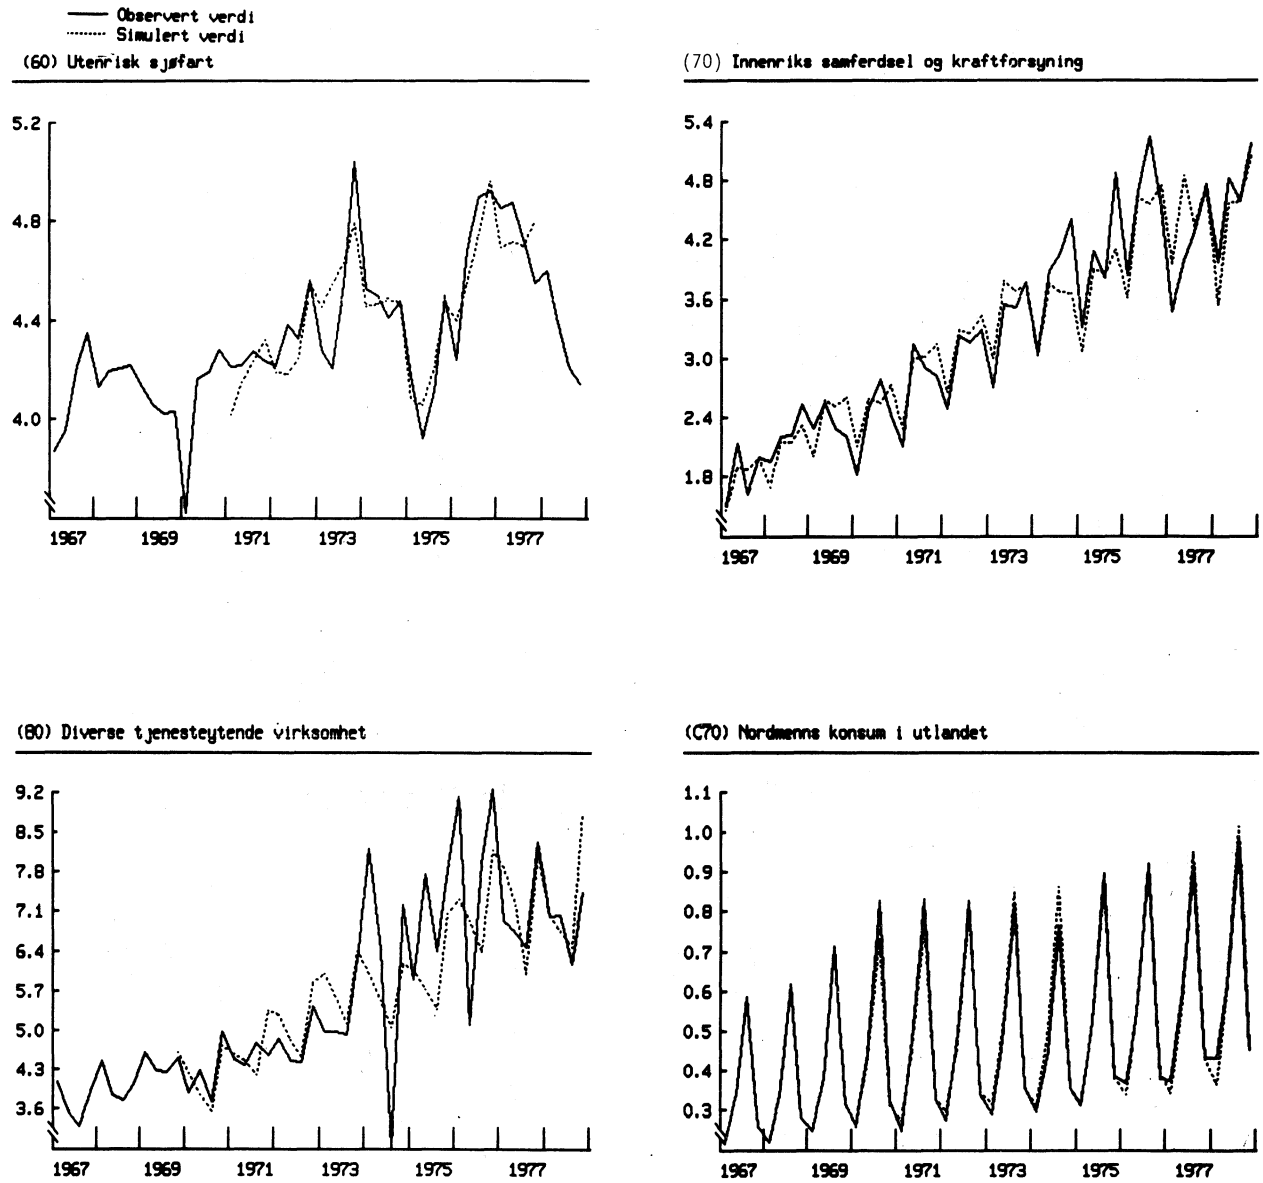 Observert verdi
Simulert verdi
(60) Utenrisk sjøfart
5.2
4.8
4.4
4.0
1967 1969 1971 1973 1975 1977
(70) Innenriks samferdsel og kraftforsyning
5.4
4.8
4.2
3.6
3.0
2.4
1.8
1967 1969 1971 1973 1975 1977
(80) Diverse tjenesteytende virksomhet
9.2
8.5
7.8
7.1
6.4
5.7
5.0
4.3
3.6
1967 1969 1971 1973 1975 1977
(C70) Nordmenns konsum i utlandet
1.1
1.0
0.9
0.8
0.7
0.6
0.5
0.4
0.3
1967 1969 1971 1973 1975 1977